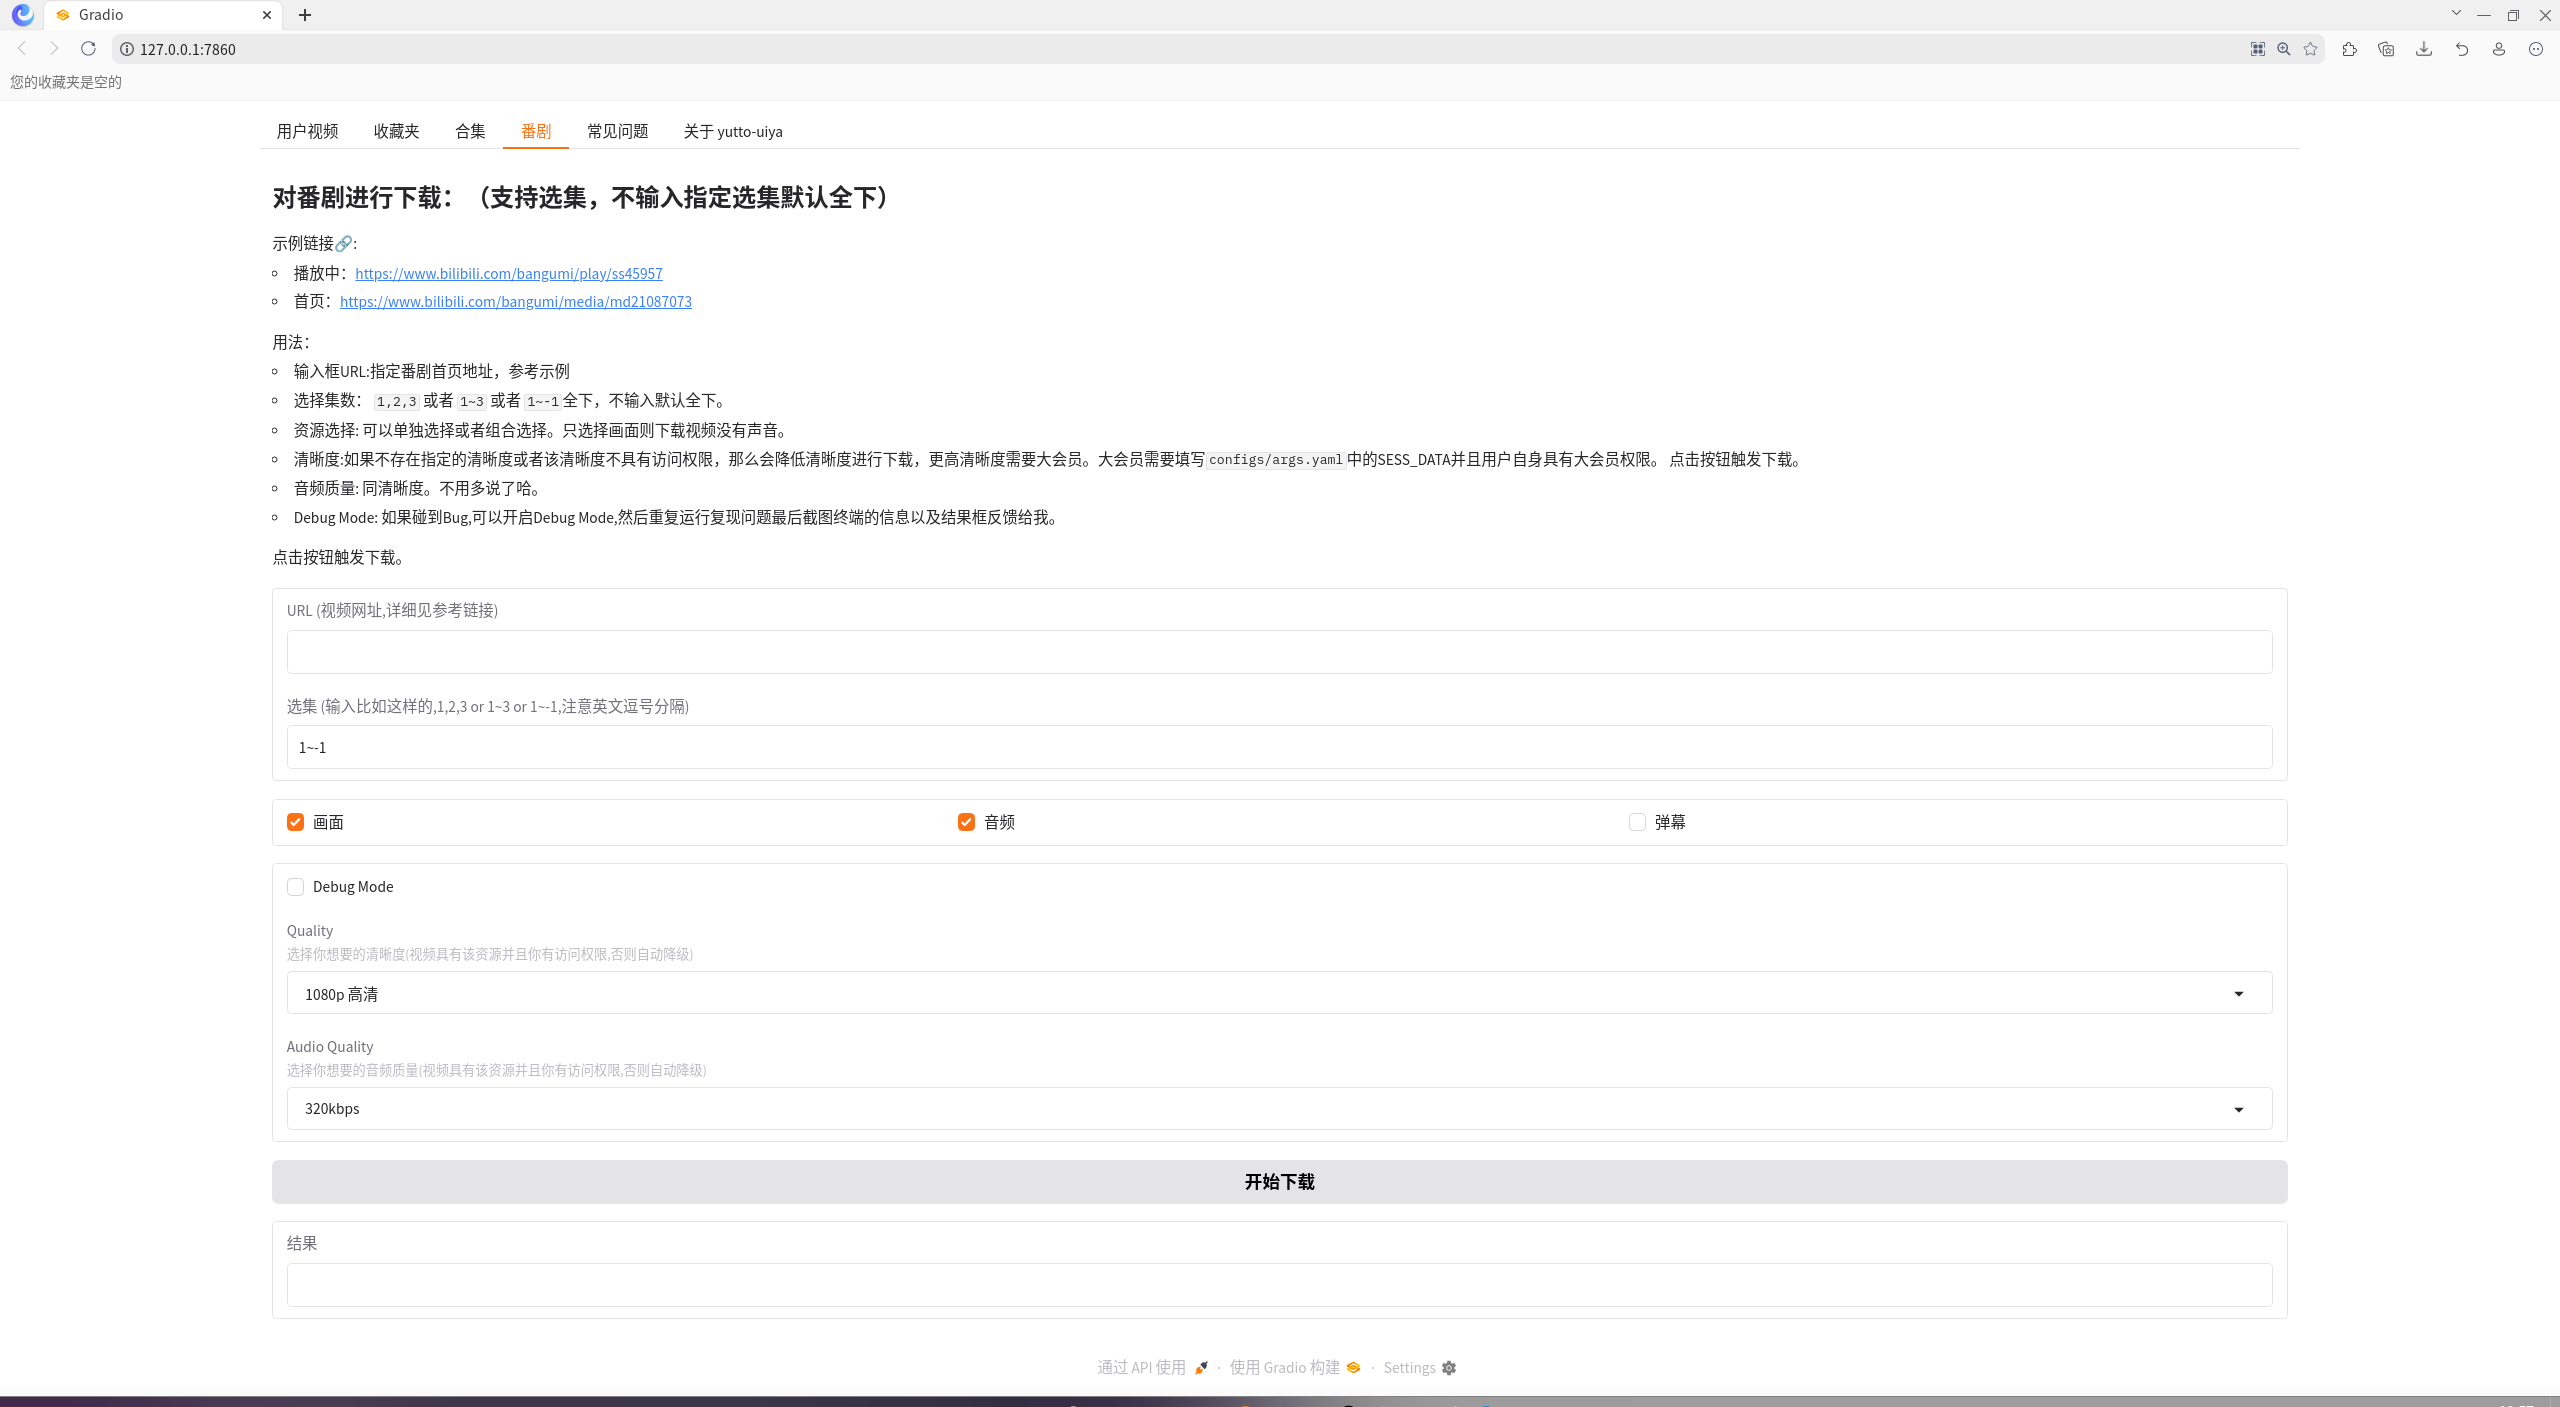 Gradio
127.0.0.1:7860
您的收藏夹是空的
用户视频 收藏夹 合集 番剧 常见问题 关于 yutto-uiya
对番剧进行下载：（支持选集，不输入指定选集默认全下）
示例链接🔗:
播放中：https://www.bilibili.com/bangumi/play/ss45957
首页：https://www.bilibili.com/bangumi/media/md21087073
用法：
输入框URL:指定番剧首页地址，参考示例
选择集数： 1,2,3 或者 1~3 或者 1~-1全下，不输入默认全下。
资源选择: 可以单独选择或者组合选择。只选择画面则下载视频没有声音。
清晰度:如果不存在指定的清晰度或者该清晰度不具有访问权限，那么会降低清晰度进行下载，更高清晰度需要大会员。大会员需要填写configs/args.yaml中的SESS_DATA并且用户自身具有大会员权限。 点击按钮触发下载。
音频质量: 同清晰度。不用多说了哈。
Debug Mode: 如果碰到Bug,可以开启Debug Mode,然后重复运行复现问题最后截图终端的信息以及结果框反馈给我。
点击按钮触发下载。
URL (视频网址,详细见参考链接)
选集 (输入比如这样的,1,2,3 or 1~3 or 1~-1,注意英文逗号分隔)
1~-1
画面 音频 弹幕
Debug Mode
Quality
选择你想要的清晰度(视频具有该资源并且你有访问权限,否则自动降级)
1080p 高清
Audio Quality
选择你想要的音频质量(视频具有该资源并且你有访问权限,否则自动降级)
320kbps
开始下载
结果
通过 API 使用 🚀 · 使用 Gradio 构建 · Settings